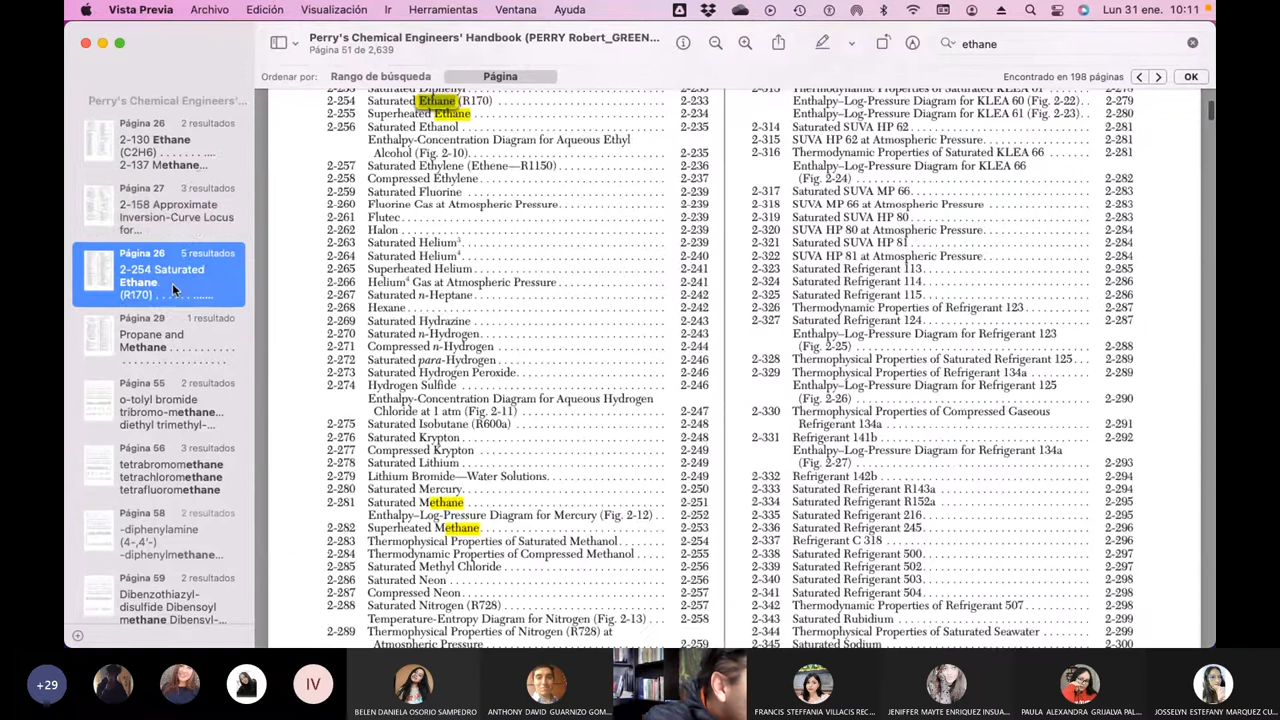 Vista Previa Archivo Edición Visualización Ir Herramientas Ventana Ayuda Lun 31 ene. 10:11
Perry's Chemical Engineers' Handbook (PERRY Robert_GREEN...
Página 51 de 2,639
ethane
Ordenar por: Rango de búsqueda Página Encontrado en 198 páginas OK
Perry's Chemical Engineers'...
Página 26 2 resultados
2-130 Ethane
(C2H6) . . . . . . ....
2-137 Methane...
Página 27 3 resultados
2-158 Approximate
Inversion-Curve Locus
for...
Página 26 5 resultados
2-254 Saturated
Ethane
(R170) . . . . . . .......
Página 29 1 resultado
Propane and
Methane . . . . . . . . . . . .
. . . . . . . . . . . . . . . . . .
Página 55 2 resultados
o-tolyl bromide
tribromo-methane...
diethyl trimethyl-
Página 56 3 resultados
tetrabromomethane
tetrachloromethane
tetrafluoromethane
Página 58 2 resultados
-diphenylamine
(4-,4′-)
-diphenylmethane...
Página 59 2 resultados
Dibenzothiazyl-
disulfide Dibensoyl
methane Dibensyl-
2-254 Saturated Ethane (R170) 2-233
2-255 Superheated Ethane 2-234
2-256 Saturated Ethanol 2-235
Enthalpy-Concentration Diagram for Aqueous Ethyl
Alcohol (Fig. 2-10) 2-235
2-257 Saturated Ethylene (Ethene—R1150) 2-236
2-258 Compressed Ethylene 2-237
2-259 Saturated Fluorine 2-239
2-260 Fluorine Gas at Atmospheric Pressure 2-239
2-261 Flutec 2-239
2-262 Halon 2-239
2-263 Saturated Helium³ 2-239
2-264 Saturated Helium⁴ 2-240
2-265 Superheated Helium 2-241
2-266 Helium⁴ Gas at Atmospheric Pressure 2-241
2-267 Saturated n-Heptane 2-242
2-268 Hexane 2-242
2-269 Saturated Hydrazine 2-243
2-270 Saturated n-Hydrogen 2-243
2-271 Compressed n-Hydrogen 2-244
2-272 Saturated para-Hydrogen 2-246
2-273 Saturated Hydrogen Peroxide 2-246
2-274 Hydrogen Sulfide 2-246
Enthalpy-Concentration Diagram for Aqueous Hydrogen
Chloride at 1 atm (Fig. 2-11) 2-247
2-275 Saturated Isobutane (R600a) 2-248
2-276 Saturated Krypton 2-248
2-277 Compressed Krypton 2-249
2-278 Saturated Lithium 2-249
2-279 Lithium Bromide—Water Solutions 2-249
2-280 Saturated Mercury 2-250
2-281 Saturated Methane 2-251
Enthalpy–Log-Pressure Diagram for Mercury (Fig. 2-12) 2-252
2-282 Superheated Methane 2-253
2-283 Thermophysical Properties of Saturated Methanol 2-254
2-284 Thermodynamic Properties of Compressed Methanol 2-255
2-285 Saturated Methyl Chloride 2-256
2-286 Saturated Neon 2-256
2-287 Compressed Neon 2-257
2-288 Saturated Nitrogen (R728) 2-257
Temperature-Entropy Diagram for Nitrogen (Fig. 2-13) 2-258
2-289 Thermophysical Properties of Nitrogen (R728) at
Atmospheric Pressure 2-259
Enthalpy–Log-Pressure Diagram for KLEA 60 (Fig. 2-22) 2-279
Enthalpy–Log-Pressure Diagram for KLEA 61 (Fig. 2-23) 2-280
2-314 Saturated SUVA HP 62 2-281
2-315 SUVA HP 62 at Atmospheric Pressure 2-281
2-316 Thermodynamic Properties of Saturated KLEA 66 2-281
Enthalpy–Log-Pressure Diagram for KLEA 66
(Fig. 2-24) 2-282
2-317 Saturated SUVA MP 66 2-283
2-318 SUVA MP 66 at Atmospheric Pressure 2-283
2-319 Saturated SUVA HP 80 2-283
2-320 SUVA HP 80 at Atmospheric Pressure 2-284
2-321 Saturated SUVA HP 81 2-284
2-322 SUVA HP 81 at Atmospheric Pressure 2-284
2-323 Saturated Refrigerant 113 2-285
2-324 Saturated Refrigerant 114 2-286
2-325 Saturated Refrigerant 115 2-287
2-326 Thermodynamic Properties of Refrigerant 123 2-287
2-327 Saturated Refrigerant 124 2-287
Enthalpy–Log-Pressure Diagram for Refrigerant 123
(Fig. 2-25) 2-288
2-328 Thermophysical Properties of Saturated Refrigerant 125 2-289
2-329 Thermophysical Properties of Refrigerant 134a 2-289
Enthalpy–Log-Pressure Diagram for Refrigerant 125
(Fig. 2-26) 2-290
2-330 Thermophysical Properties of Compressed Gaseous
Refrigerant 134a 2-291
2-331 Refrigerant 141b 2-292
Enthalpy–Log-Pressure Diagram for Refrigerant 134a
(Fig. 2-27) 2-293
2-332 Refrigerant 142b 2-294
2-333 Saturated Refrigerant R143a 2-294
2-334 Saturated Refrigerant R152a 2-295
2-335 Saturated Refrigerant 216 2-295
2-336 Saturated Refrigerant 245 2-296
2-337 Refrigerant C 318 2-296
2-338 Saturated Refrigerant 500 2-297
2-339 Saturated Refrigerant 502 2-297
2-340 Saturated Refrigerant 503 2-298
2-341 Saturated Refrigerant 504 2-298
2-342 Thermodynamic Properties of Refrigerant 507 2-298
2-343 Saturated Rubidium 2-299
2-344 Thermophysical Properties of Saturated Seawater 2-299
2-345 Saturated Sodium 2-300
+29
IV
BELEN DANIELA OSORIO SAMPEDRO
ANTHONY DAVID GUARNIZO GOM...
FRANCIS STEFFANIA VILLACIS REC...
JENIFFER MAYTE ENRIQUEZ INSUA...
PAULA ALEXANDRA GRIJALVA PAL...
JOSSELYN ESTEFANY MARQUEZ CU...